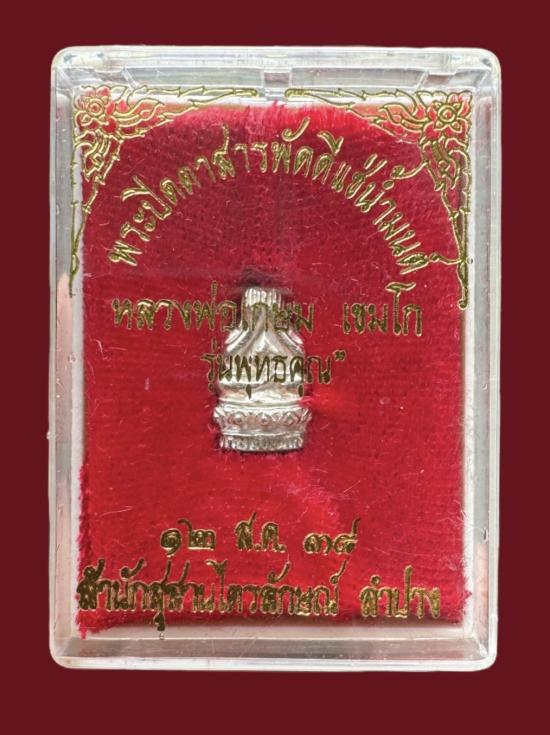 พระปิดตาสารพัดดีแช่น้ำมนต์
หลวงพ่อเกษม เขมโก
รุ่นพุทธคุณ”
๑๒ ส.ค. ๓๘
สำนักสุสานไตรลักษณ์ ลำปาง